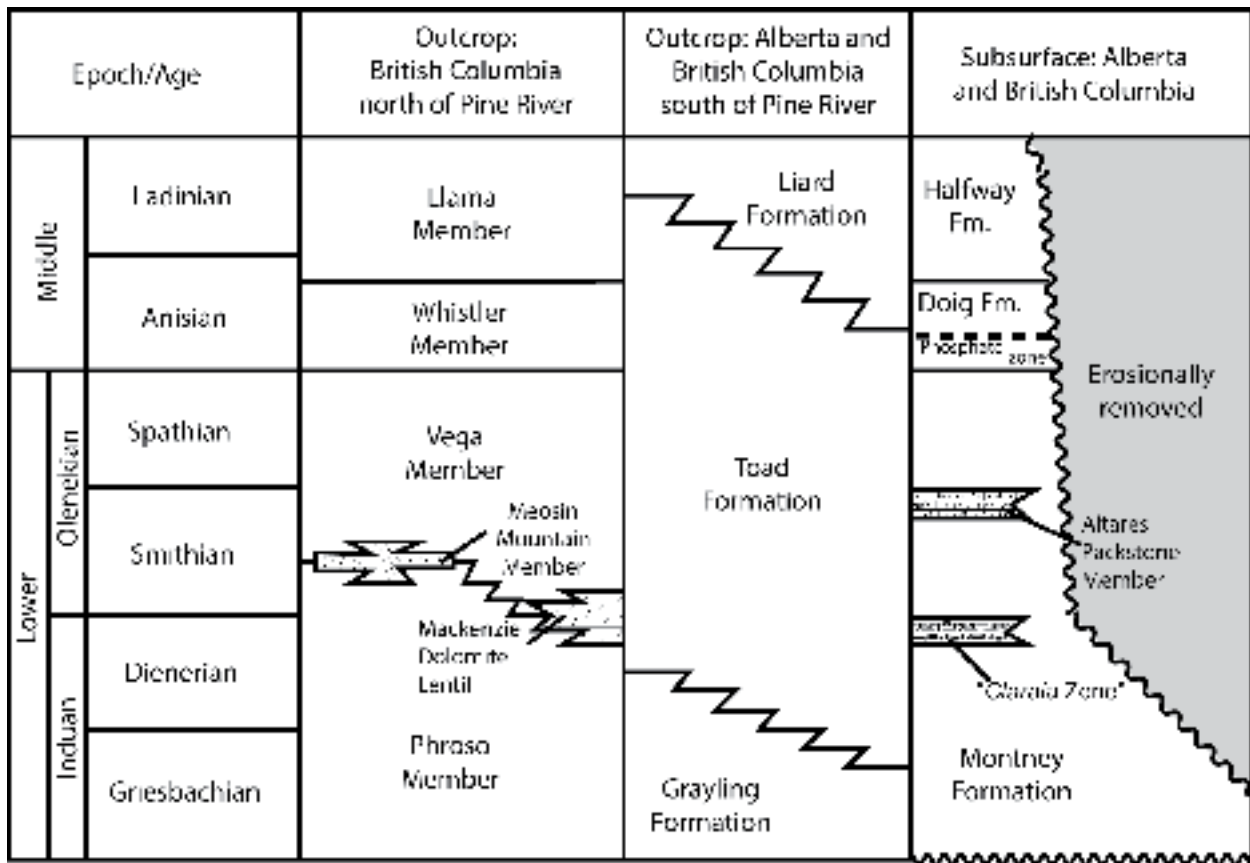 Epoch/Age
Outcrop:
British Columbia
north of Pine River
Outcrop: Alberta and
British Columbia
south of Pine River
Subsurface: Alberta
and British Columbia
Middle
Ladinian
Anisian
Lower
Olenekian
Spathian
Smithian
Induan
Dienerian
Griesbachian
Llama
Member
Whistler
Member
Vega
Member
Meosin
Mountain
Member
Mackenzie
Dolomite
Lentil
Phroso
Member
Liard
Formation
Toad
Formation
Grayling
Formation
Halfway
Fm.
Doig Fm.
Phosphate zone
Altares
Packstone
Member
"Claraia Zone"
Montney
Formation
Erosionally
removed